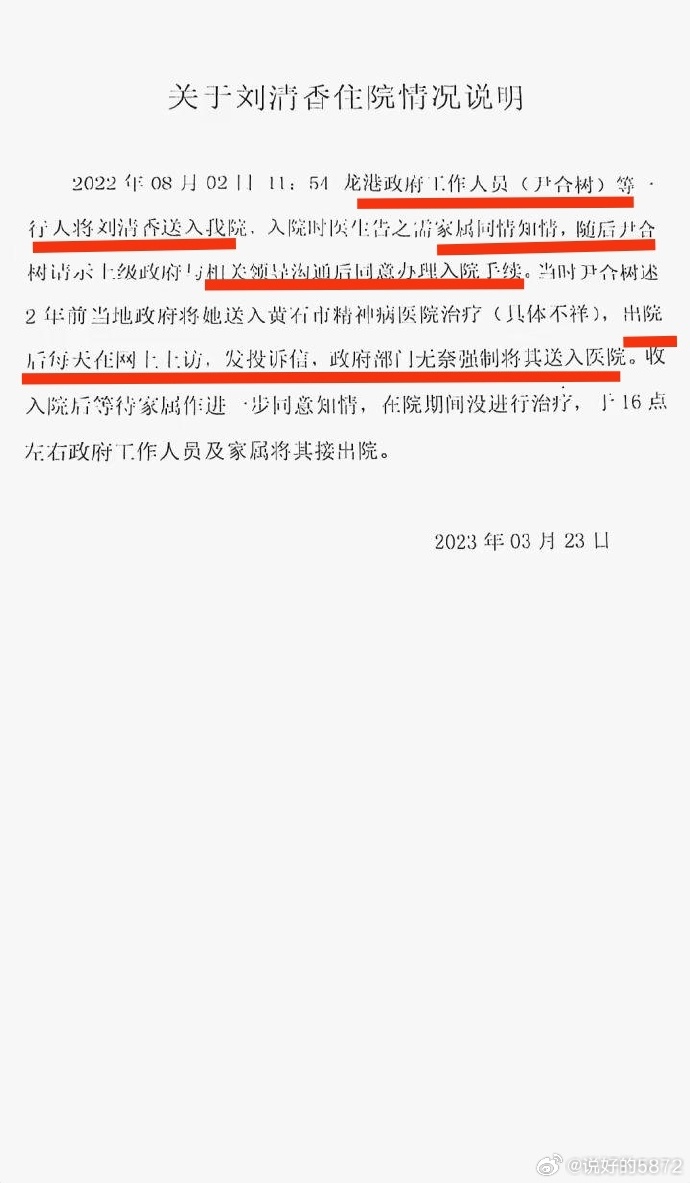 关于刘清香住院情况说明
2022年08月02日 11：54 龙港政府工作人员（尹合树）等一
行人将刘清香送入我院，入院时医生告之需家属同情知情，随后尹合
树请示上级政府与相关领导沟通后同意办理入院手续。当时尹合树述
2年前当地政府将她送入黄石市精神病医院治疗（具体不祥），出院
后每天在网上上访，发投诉信，政府部门无奈强制将其送入医院。收
入院后等待家属作进一步同意知情，在院期间没进行治疗，于16点
左右政府工作人员及家属将其接出院。
2023年03月23日
@说好的5872